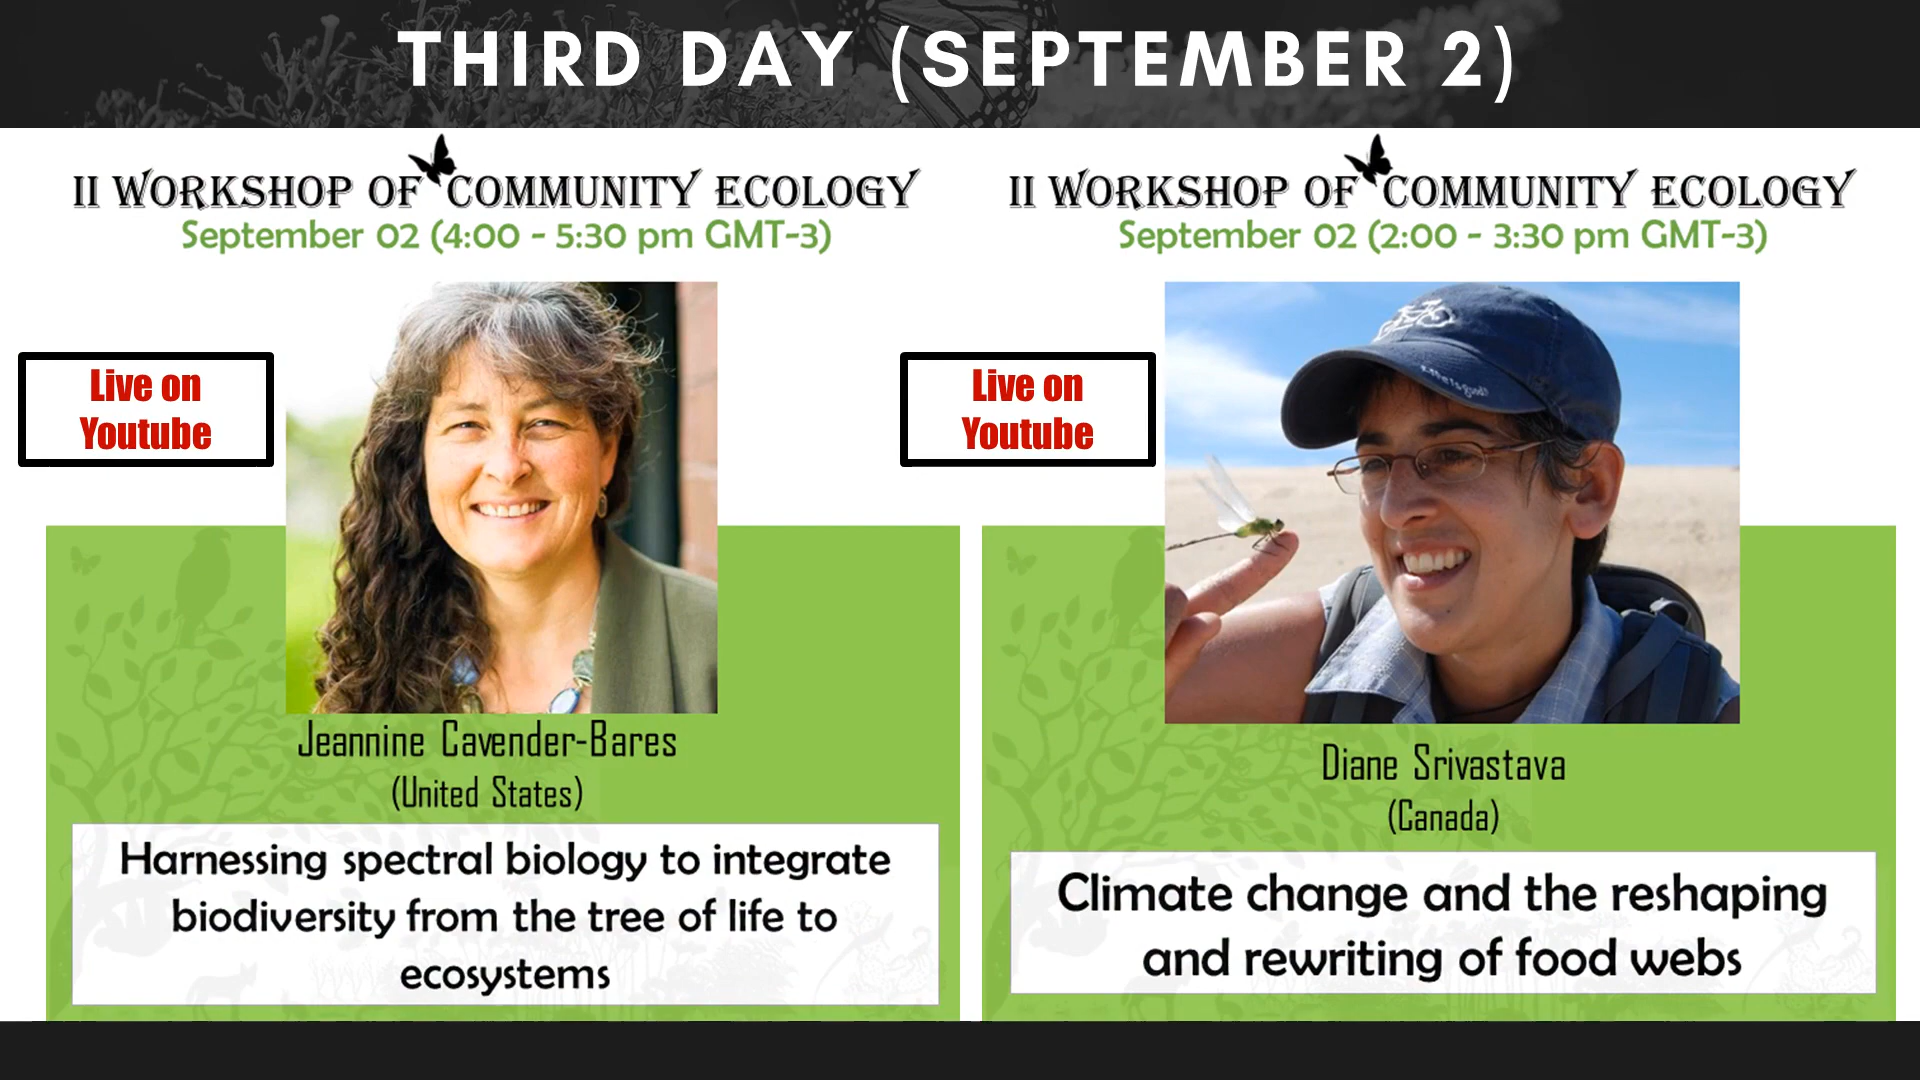 THIRD DAY (SEPTEMBER 2)
II WORKSHOP OF COMMUNITY ECOLOGY
September 02 (4:00 - 5:30 pm GMT-3)
Live on
Youtube
Jeannine Cavender-Bares
(United States)
Harnessing spectral biology to integrate
biodiversity from the tree of life to
ecosystems
II WORKSHOP OF COMMUNITY ECOLOGY
September 02 (2:00 - 3:30 pm GMT-3)
Live on
Youtube
Diane Srivastava
(Canada)
Climate change and the reshaping
and rewriting of food webs